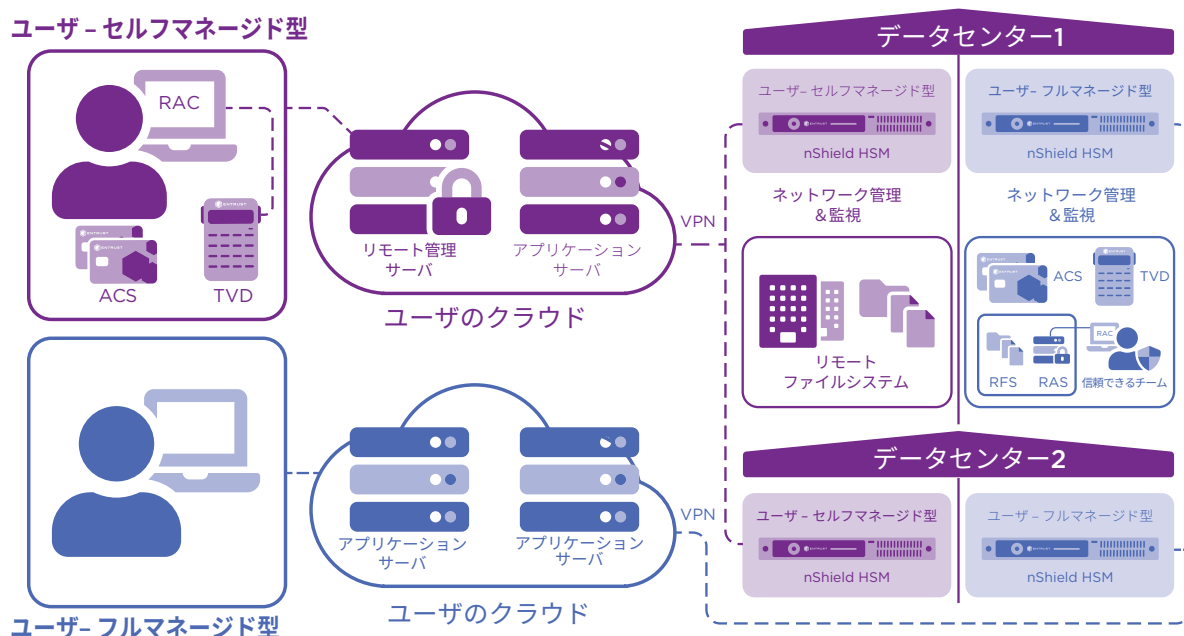 ユーザ – セルフマネージド型
RAC
ENTRUST
ENTRUST
ENTRUST
ACS
TVD
リモート管理
サーバ
アプリケーション
サーバ
ユーザのクラウド
VPN
データセンター1
ユーザ– セルフマネージド型
ENTRUST
nShield HSM
ネットワーク管理
&監視
リモート
ファイルシステム
ユーザ– フルマネージド型
ENTRUST
nShield HSM
ネットワーク管理
&監視
ENTRUST
ENTRUST
ACS
ENTRUST
TVD
RAC
RFS
RAS
信頼できるチーム
アプリケーション
サーバ
アプリケーション
サーバ
ユーザのクラウド
ユーザ– フルマネージド型
VPN
データセンター2
ユーザ – セルフマネージド型
ENTRUST
nShield HSM
ユーザ – フルマネージド型
ENTRUST
nShield HSM